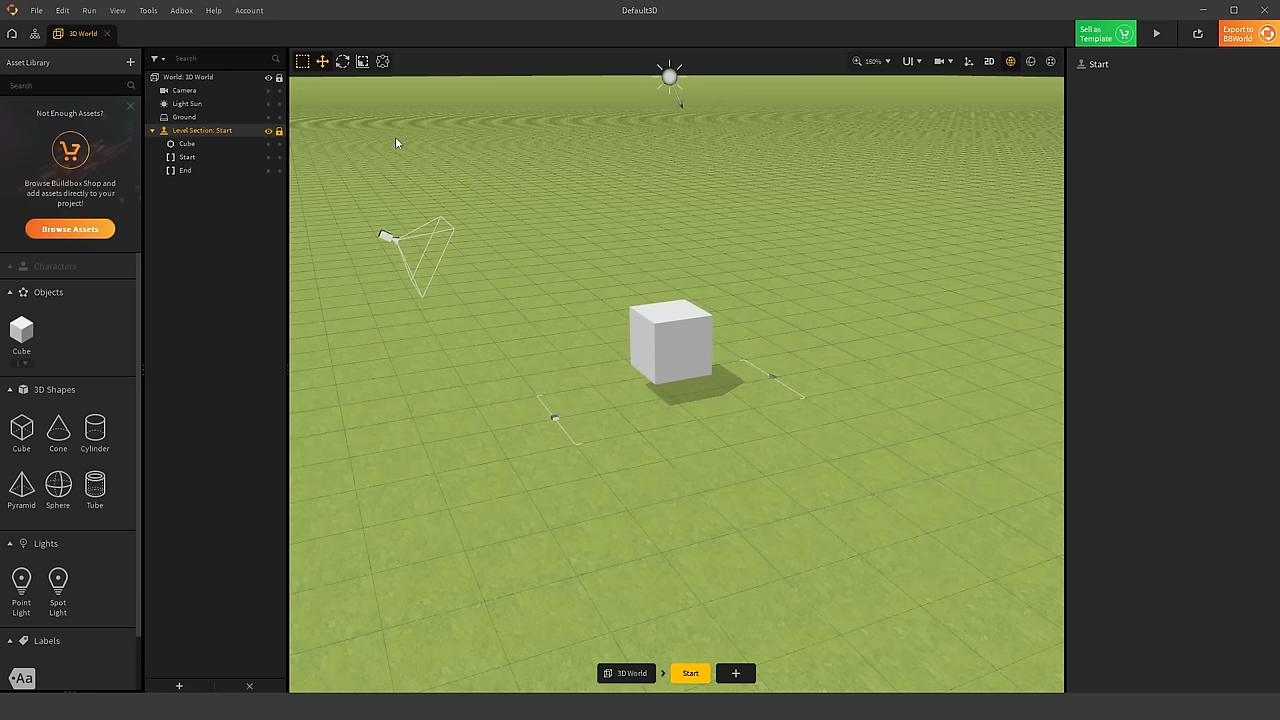 File Edit Run View Tools Adbox Help Account
Default3D
3D World
Sell as
Template
Export to
BBWorld
Asset Library
Search
Not Enough Assets?
Browse Buildbox Shop and
add assets directly to your
project!
Browse Assets
Characters
Objects
Cube
3D Shapes
Cube Cone Cylinder
Pyramid Sphere Tube
Lights
Point
Light
Spot
Light
Labels
Aa
Search
World: 3D World
Camera
Light Sun
Ground
Level Section: Start
Cube
Start
End
150%
UI
2D
Start
3D World
Start